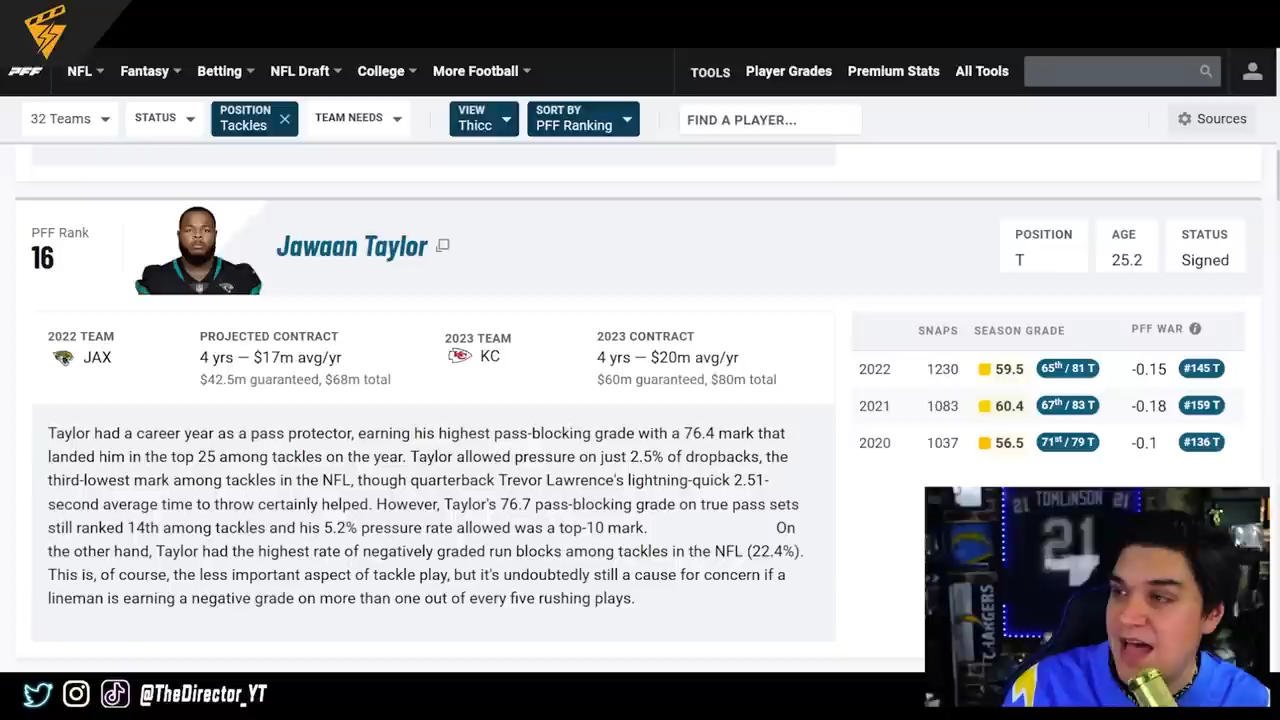 PFF
NFL Fantasy Betting NFL Draft College More Football TOOLS Player Grades Premium Stats All Tools
32 Teams STATUS POSITION Tackles TEAM NEEDS VIEW Thicc SORT BY PFF Ranking FIND A PLAYER... Sources
PFF Rank
16
Jawaan Taylor
POSITION AGE STATUS
T 25.2 Signed
2022 TEAM PROJECTED CONTRACT 2023 TEAM 2023 CONTRACT
JAX 4 yrs — $17m avg/yr KC 4 yrs — $20m avg/yr
$42.5m guaranteed, $68m total $60m guaranteed, $80m total
SNAPS SEASON GRADE PFF WAR
2022 1230 59.5 65th / 81 T -0.15 #145 T
2021 1083 60.4 67th / 83 T -0.18 #159 T
2020 1037 56.5 71st / 79 T -0.1 #136 T
Taylor had a career year as a pass protector, earning his highest pass-blocking grade with a 76.4 mark that
landed him in the top 25 among tackles on the year. Taylor allowed pressure on just 2.5% of dropbacks, the
third-lowest mark among tackles in the NFL, though quarterback Trevor Lawrence's lightning-quick 2.51-
second average time to throw certainly helped. However, Taylor's 76.7 pass-blocking grade on true pass sets
still ranked 14th among tackles and his 5.2% pressure rate allowed was a top-10 mark. On
the other hand, Taylor had the highest rate of negatively graded run blocks among tackles in the NFL (22.4%).
This is, of course, the less important aspect of tackle play, but it's undoubtedly still a cause for concern if a
lineman is earning a negative grade on more than one out of every five rushing plays.
21 TOMLINSON 21
21
CHARGERS
@TheDirector_YT